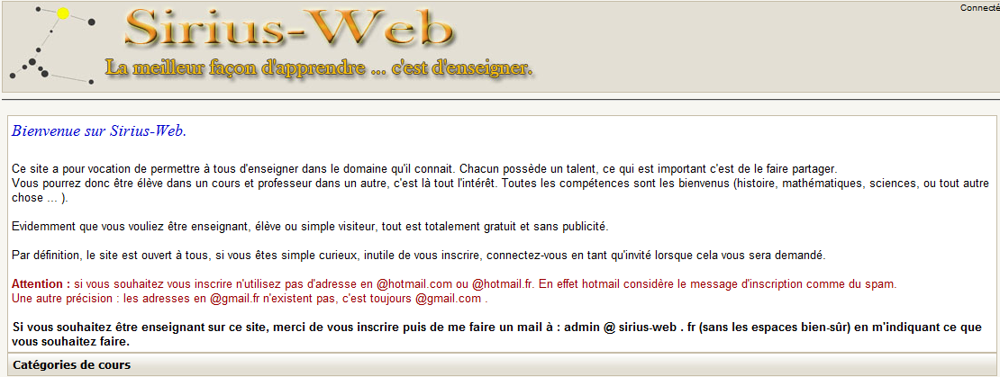 Connecté
Sirius-Web
La meilleur façon d'apprendre ... c'est d'enseigner.
Bienvenue sur Sirius-Web.
Ce site a pour vocation de permettre à tous d'enseigner dans le domaine qu'il connait. Chacun possède un talent, ce qui est important c'est de le faire partager.
Vous pourrez donc être élève dans un cours et professeur dans un autre, c'est là tout l'intérêt. Toutes les compétences sont les bienvenus (histoire, mathématiques, sciences, ou tout autre
chose ... ).
Evidemment que vous vouliez être enseignant, élève ou simple visiteur, tout est totalement gratuit et sans publicité.
Par définition, le site est ouvert à tous, si vous êtes simple curieux, inutile de vous inscrire, connectez-vous en tant qu'invité lorsque cela vous sera demandé.
Attention : si vous souhaitez vous inscrire n'utilisez pas d'adresse en @hotmail.com ou @hotmail.fr. En effet hotmail considère le message d'inscription comme du spam.
Une autre précision : les adresses en @gmail.fr n'existent pas, c'est toujours @gmail.com .
Si vous souhaitez être enseignant sur ce site, merci de vous inscrire puis de me faire un mail à : admin @ sirius-web . fr (sans les espaces bien-sûr) en m'indiquant ce que
vous souhaitez faire.
Catégories de cours